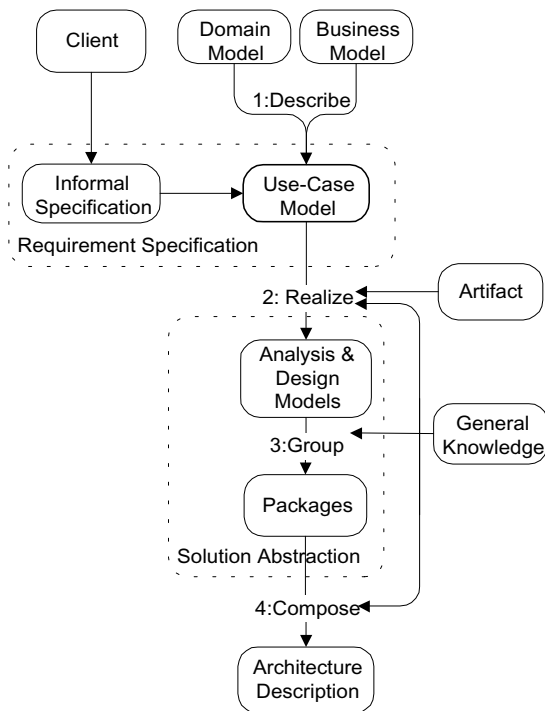 Client
Domain
Model
Business
Model
1:Describe
Informal
Specification
Use-Case
Model
Requirement Specification
2: Realize
Artifact
Analysis &
Design
Models
3:Group
General
Knowledge
Packages
Solution Abstraction
4:Compose
Architecture
Description